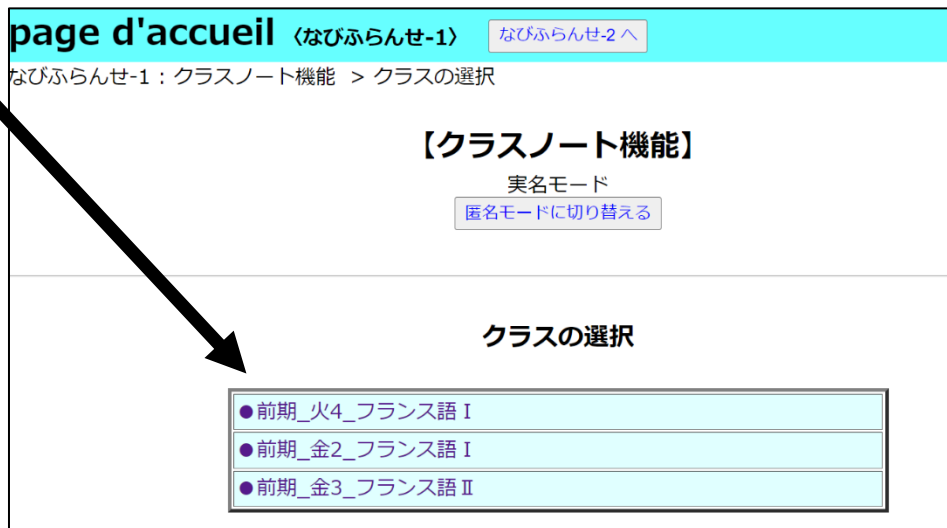 page d'accueil 〈なびふらんせ-1〉 なびふらんせ-2 へ
なびふらんせ-1 : クラスノート機能 > クラスの選択
【クラスノート機能】
実名モード
匿名モードに切り替える
クラスの選択
●前期_火4_フランス語Ⅰ
●前期_金2_フランス語Ⅰ
●前期_金3_フランス語Ⅱ